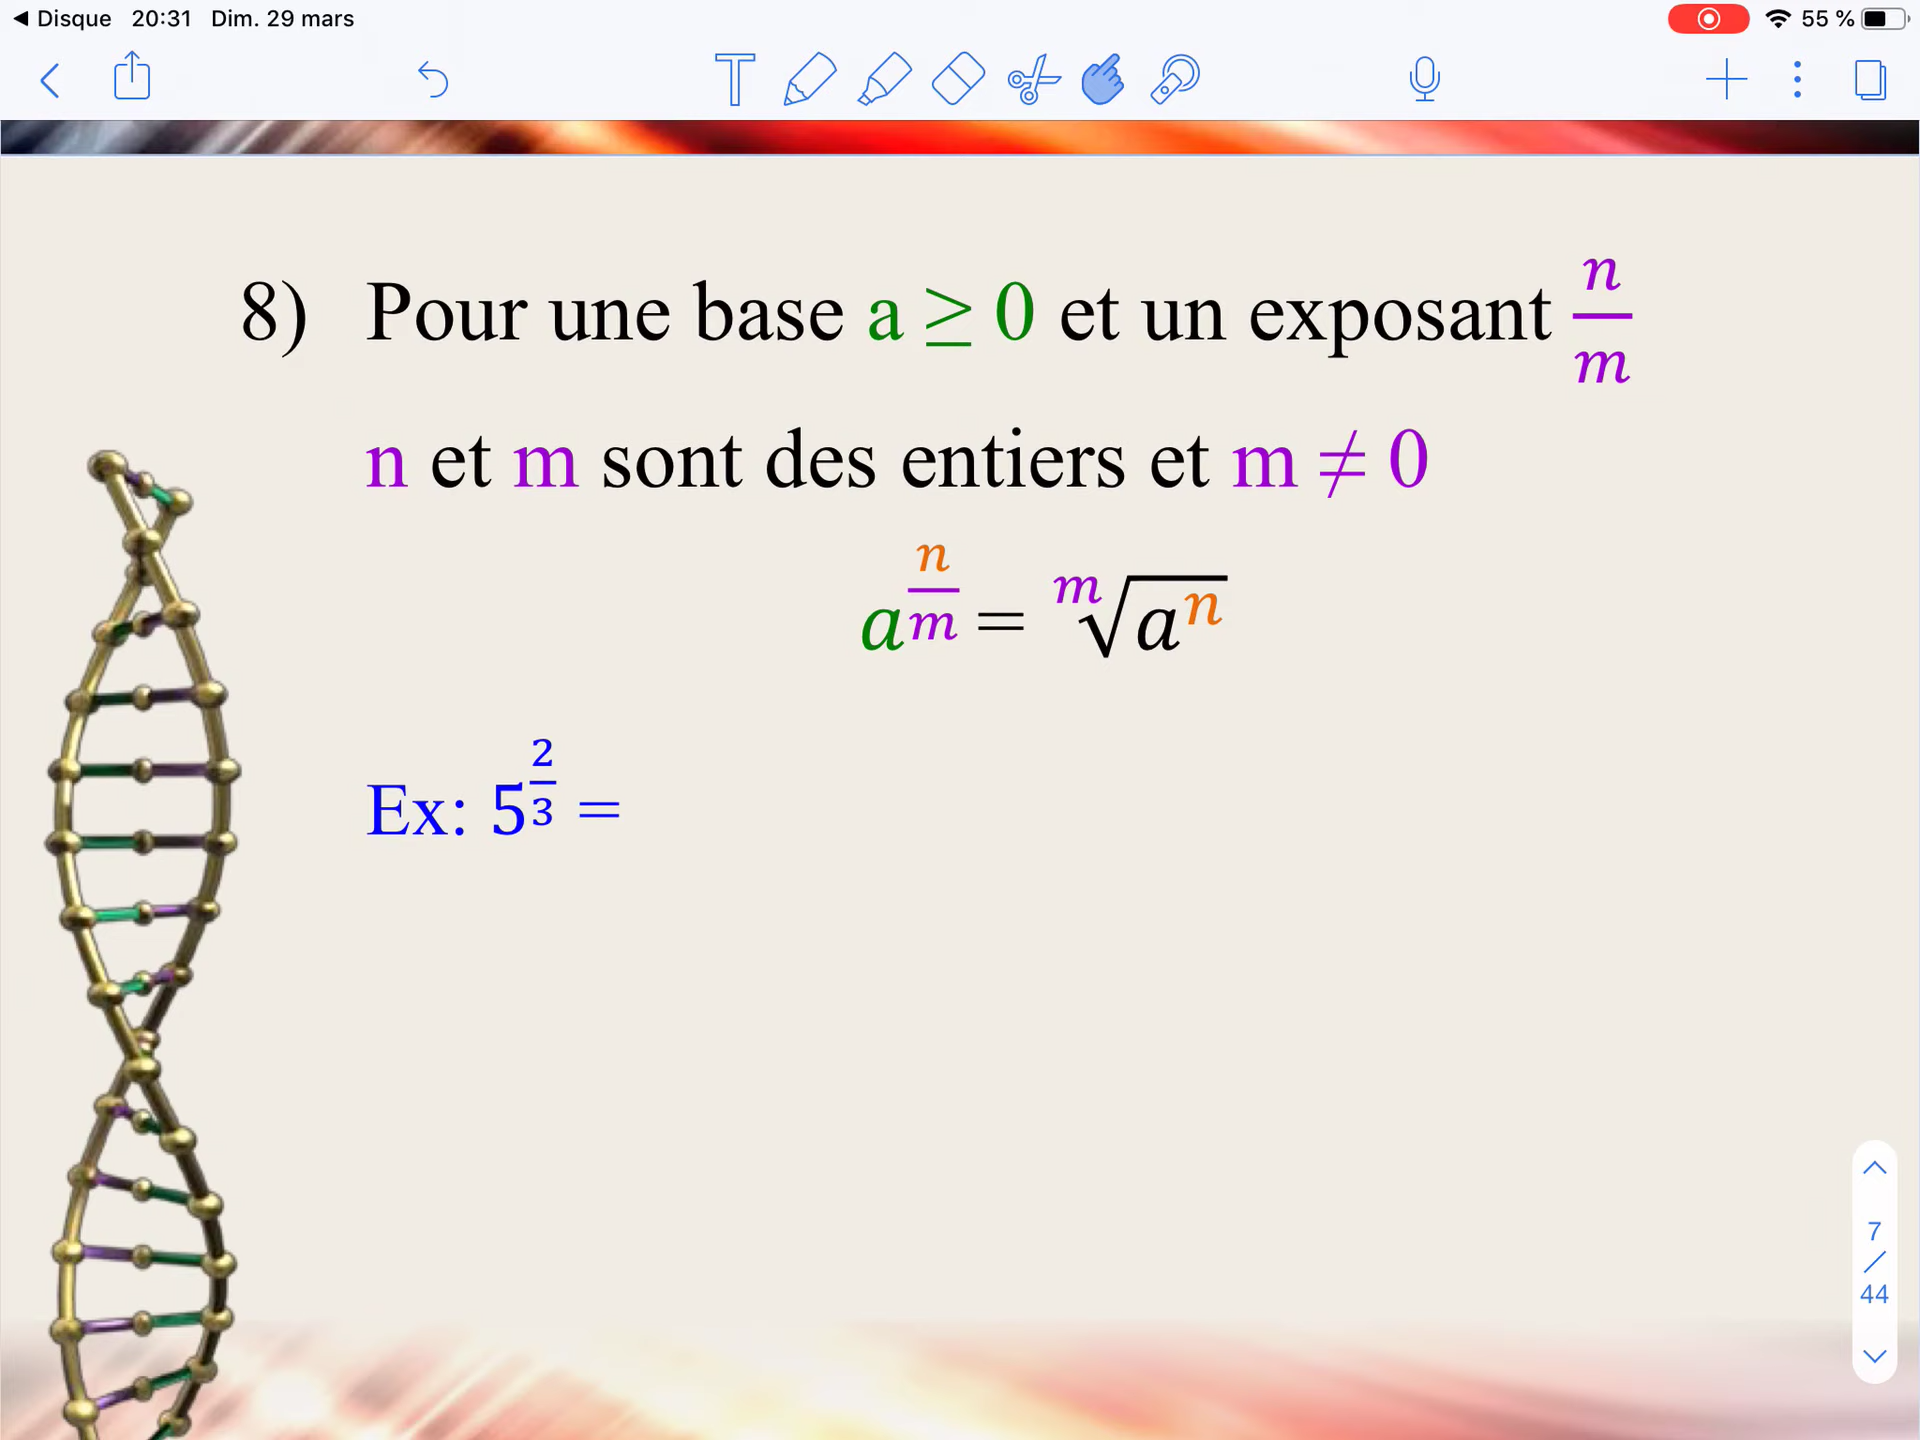 ◀ Disque 20:31 Dim. 29 mars 55 %
8) Pour une base a ≥ 0 et un exposant n/m
n et m sont des entiers et m ≠ 0
a^(n/m) = ᵐ√(aⁿ)
Ex: 5^(2/3) =
7
/
44